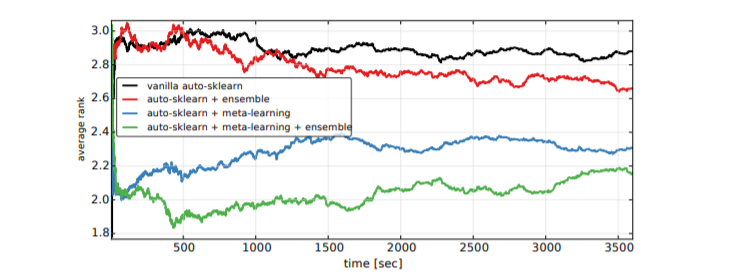 3.0
2.8
2.6
2.4
2.2
2.0
1.8
average rank
vanilla auto-sklearn
auto-sklearn + ensemble
auto-sklearn + meta-learning
auto-sklearn + meta-learning + ensemble
500 1000 1500 2000 2500 3000 3500
time [sec]